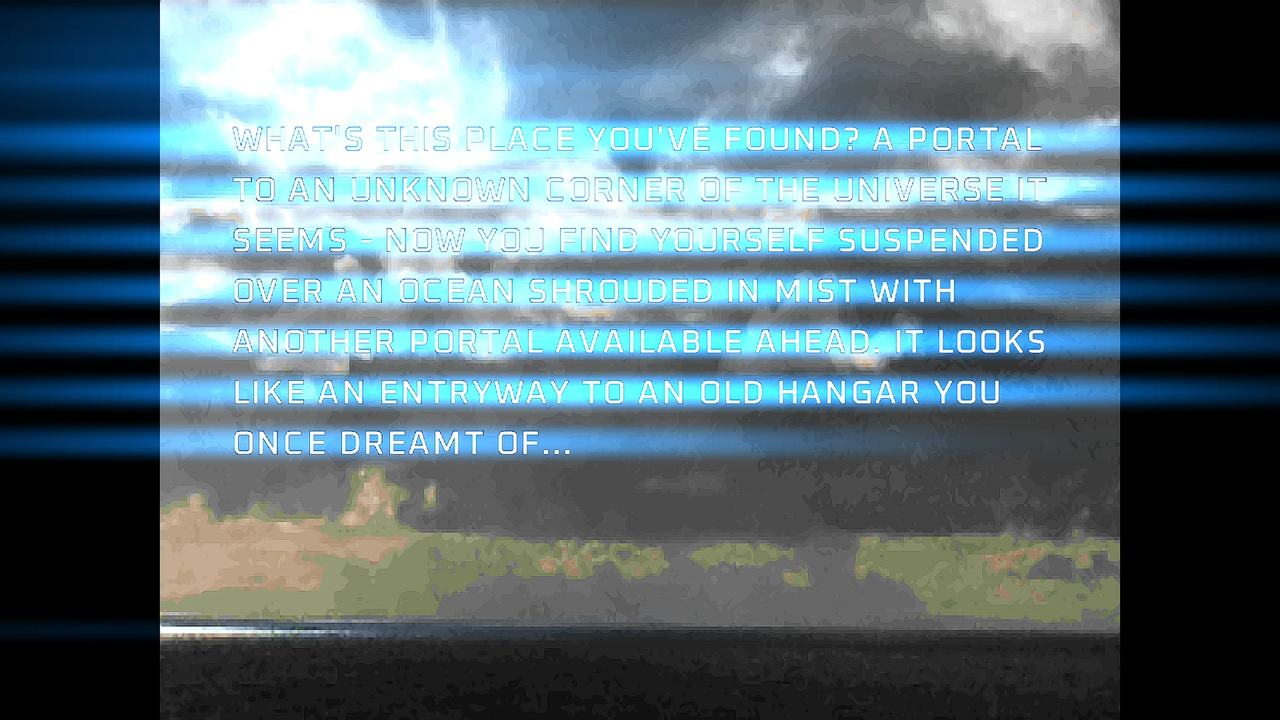 WHAT'S THIS PLACE YOU'VE FOUND? A PORTAL
TO AN UNKNOWN CORNER OF THE UNIVERSE IT
SEEMS - NOW YOU FIND YOURSELF SUSPENDED
OVER AN OCEAN SHROUDED IN MIST WITH
ANOTHER PORTAL AVAILABLE AHEAD. IT LOOKS
LIKE AN ENTRYWAY TO AN OLD HANGAR YOU
ONCE DREAMT OF...